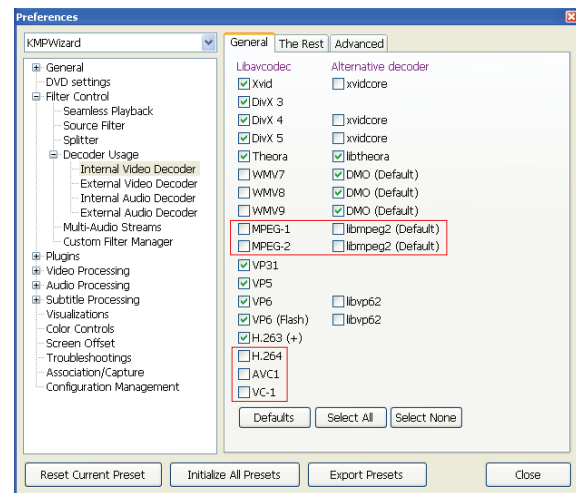 Preferences
KMPWizard
General
DVD settings
Filter Control
Seamless Playback
Source Filter
Splitter
Decoder Usage
Internal Video Decoder
External Video Decoder
Internal Audio Decoder
External Audio Decoder
Multi-Audio Streams
Custom Filter Manager
Plugins
Video Processing
Audio Processing
Subtitle Processing
Visualizations
Color Controls
Screen Offset
Troubleshootings
Association/Capture
Configuration Management
General The Rest Advanced
Libavcodec Alternative decoder
Xvid xvidcore
DivX 3
DivX 4 xvidcore
DivX 5 xvidcore
Theora libtheora
WMV7 DMO (Default)
WMV8 DMO (Default)
WMV9 DMO (Default)
MPEG-1 libmpeg2 (Default)
MPEG-2 libmpeg2 (Default)
VP31
VP5
VP6 libvp62
VP6 (Flash) libvp62
H.263 (+)
H.264
AVC1
VC-1
Defaults Select All Select None
Reset Current Preset Initialize All Presets Export Presets Close